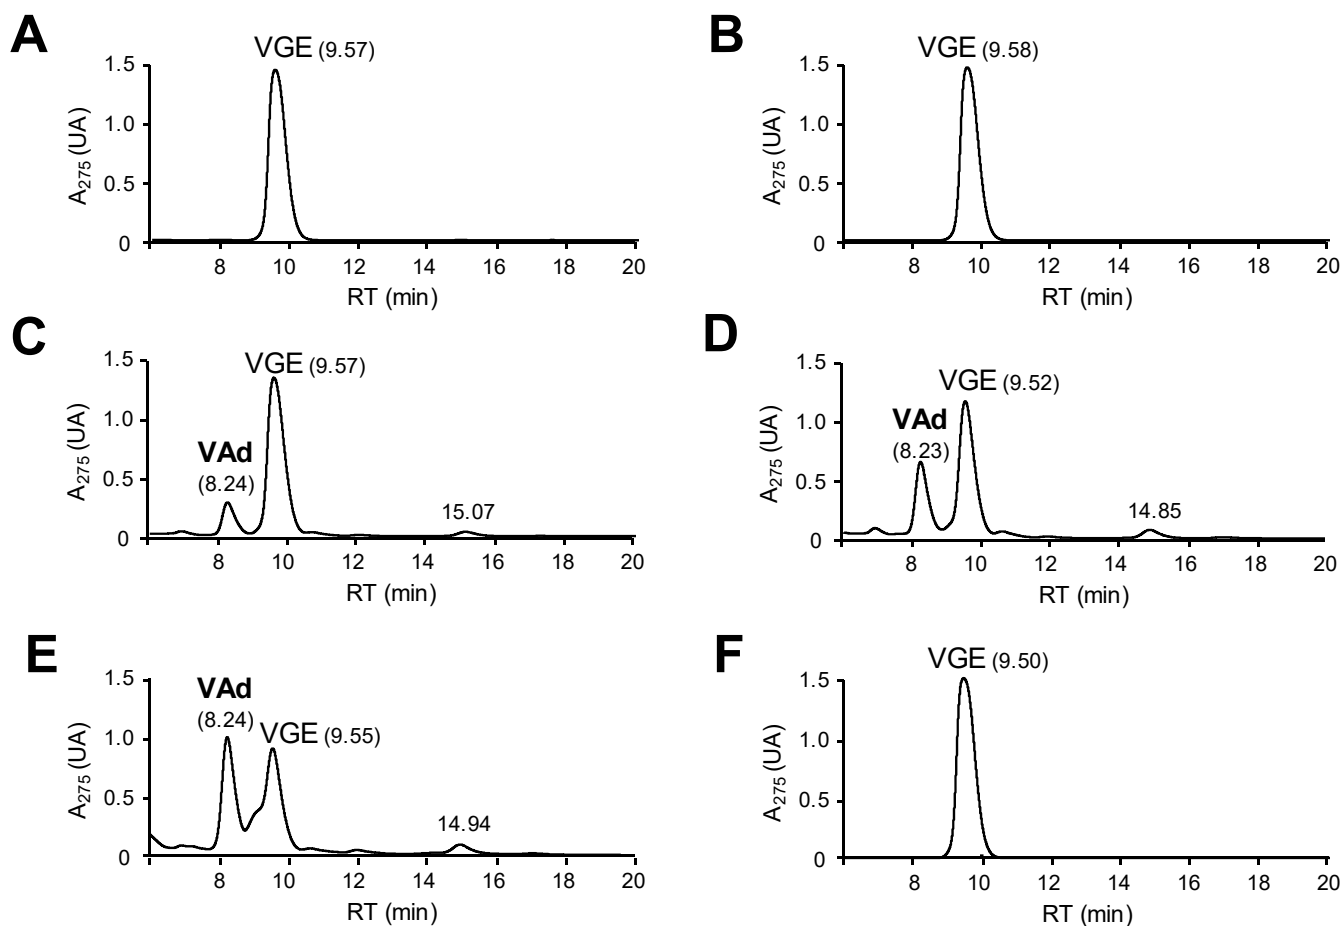 A
VGE (9.57)
1.5
1.0
0.5
0
A275 (UA)
8 10 12 14 16 18 20
RT (min)
B
VGE (9.58)
1.5
1.0
0.5
0
A275 (UA)
8 10 12 14 16 18 20
RT (min)
C
VGE (9.57)
VAd
(8.24)
15.07
1.5
1.0
0.5
0
A275 (UA)
8 10 12 14 16 18 20
RT (min)
D
VGE (9.52)
VAd
(8.23)
14.85
1.5
1.0
0.5
0
A275 (UA)
8 10 12 14 16 18 20
RT (min)
E
VAd
(8.24)
VGE (9.55)
14.94
1.5
1.0
0.5
0
A275 (UA)
8 10 12 14 16 18 20
RT (min)
F
VGE (9.50)
1.5
1.0
0.5
0
A275 (UA)
8 10 12 14 16 18 20
RT (min)